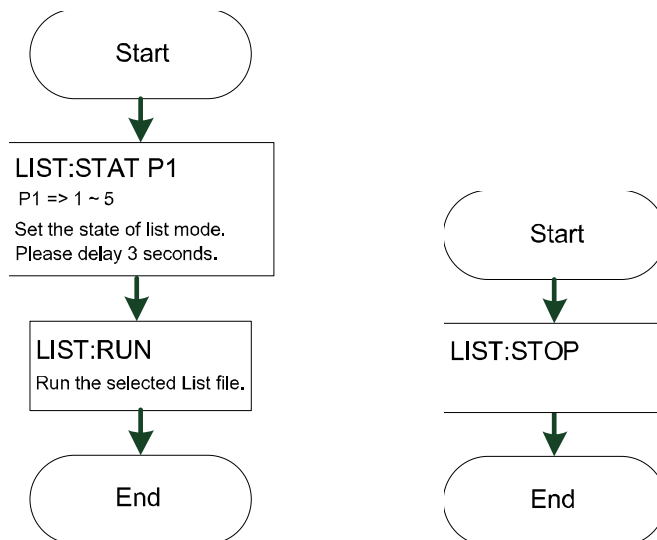 Start
LIST:STAT P1
P1 => 1 ~ 5
Set the state of list mode.
Please delay 3 seconds.
LIST:RUN
Run the selected List file.
End
Start
LIST:STOP
End